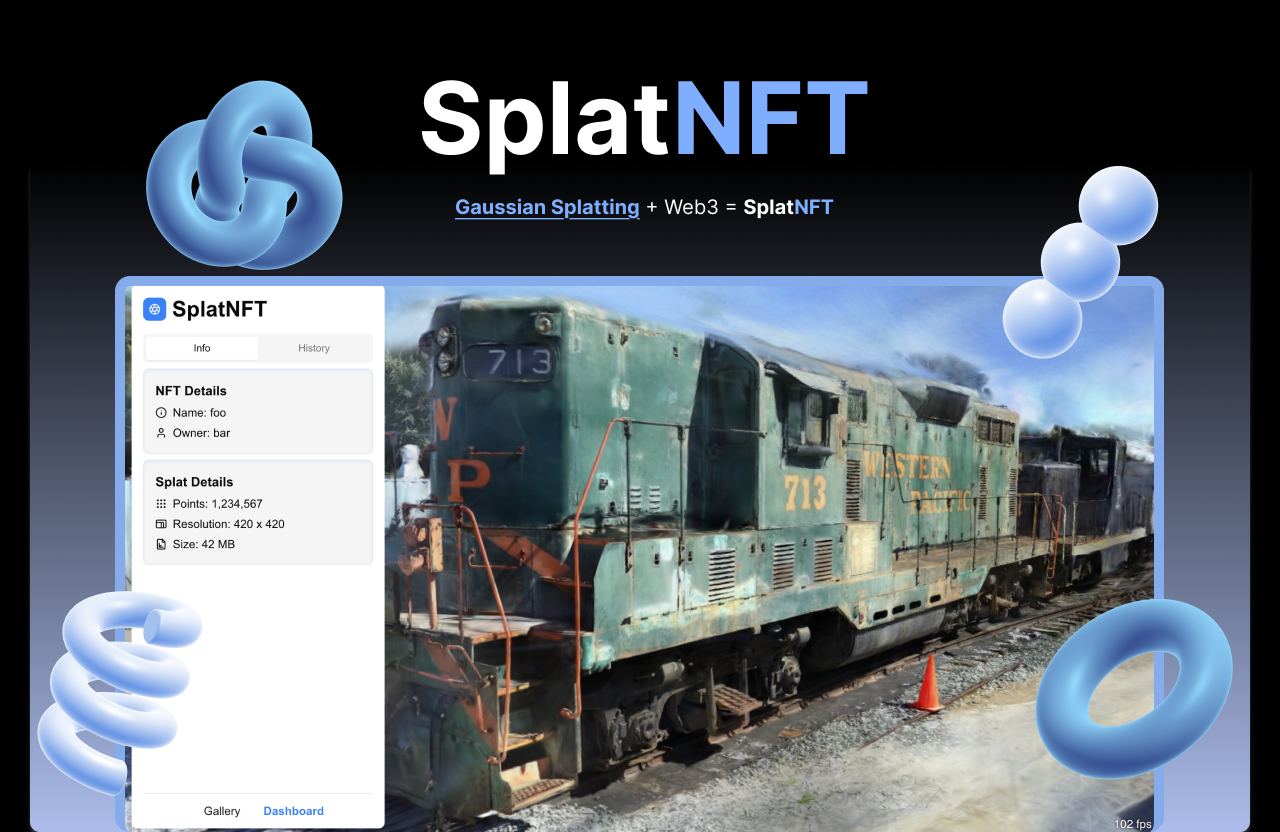 SplatNFT
Gaussian Splatting + Web3 = SplatNFT
SplatNFT
Info
History
NFT Details
Name: foo
Owner: bar
Splat Details
Points: 1,234,567
Resolution: 420 x 420
Size: 42 MB
Gallery
Dashboard
713
W
P
713
WESTERN
PACIFIC
102 fps